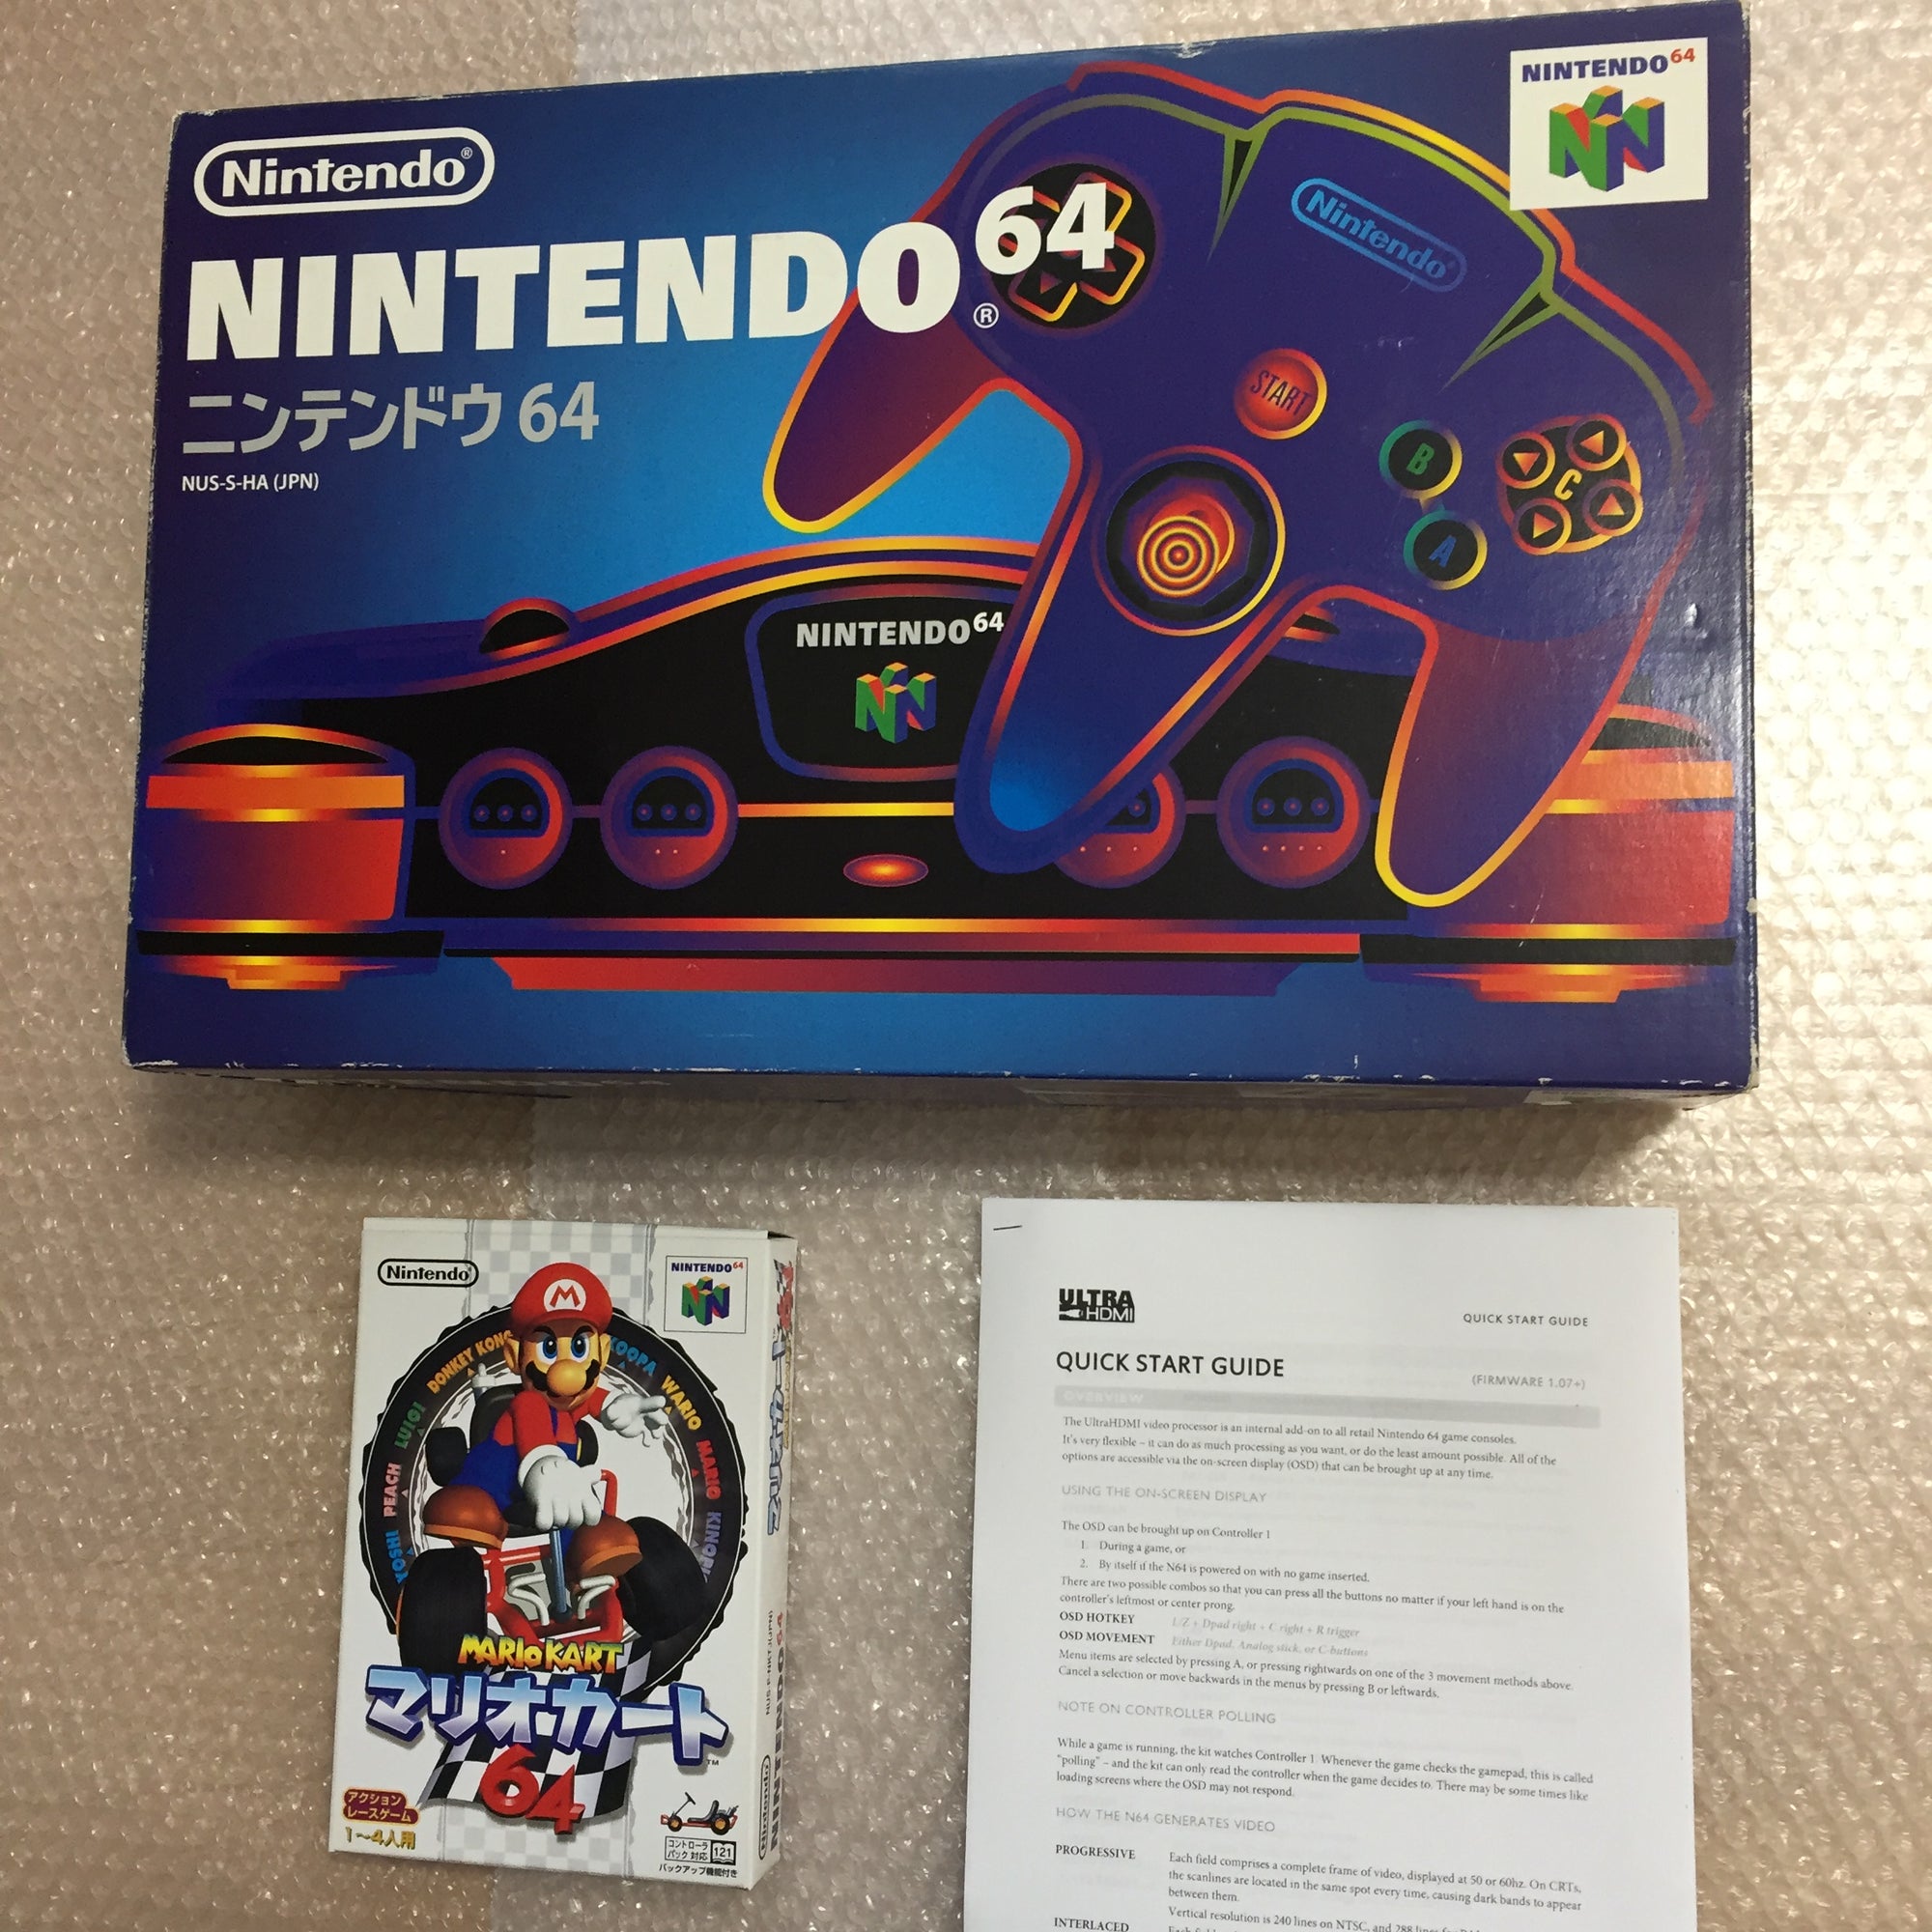 Nintendo®
NINTENDO64
NINTENDO®64
ニンテンドウ64
NUS-S-HA (JPN)
Nintendo
START
B
A
C
NINTENDO64
Nintendo
NINTENDO64
M
YOSHI PEACH LUIGI DONKEY KONG KOOPA WARIO MARIO
MARIOKART
マリオカート
64
™
アクション
レースゲーム
1〜4人用
コントローラ
パック対応
121
バックアップ機能付き
NUS-P-NKTJ(JPN)
Nintendo
NINTENDO64
ULTRA
HDMI
QUICK START GUIDE
QUICK START GUIDE
(FIRMWARE 1.07+)
OVERVIEW
The UltraHDMI video processor is an internal add-on to all retail Nintendo 64 game consoles.
It's very flexible – it can do as much processing as you want, or do the least amount possible. All of the
options are accessible via the on-screen display (OSD) that can be brought up at any time.
USING THE ON-SCREEN DISPLAY
The OSD can be brought up on Controller 1
1. During a game, or
2. By itself if the N64 is powered on with no game inserted.
There are two possible combos so that you can press all the buttons no matter if your left hand is on the
controller's leftmost or center prong.
OSD HOTKEY L/Z + Dpad right + C right + R trigger
OSD MOVEMENT Either Dpad, Analog stick, or C-buttons
Menu items are selected by pressing A, or pressing rightwards on one of the 3 movement methods above.
Cancel a selection or move backwards in the menus by pressing B or leftwards.
NOTE ON CONTROLLER POLLING
While a game is running, the kit watches Controller 1. Whenever the game checks the gamepad, this is called
"polling" – and the kit can only read the controller when the game decides to. There may be some times like
loading screens where the OSD may not respond.
HOW THE N64 GENERATES VIDEO
PROGRESSIVE Each field comprises a complete frame of video, displayed at 50 or 60hz. On CRTs,
the scanlines are located in the same spot every time, causing dark bands to appear
between them.
Vertical resolution is 240 lines on NTSC, and 288 lines
INTERLACED